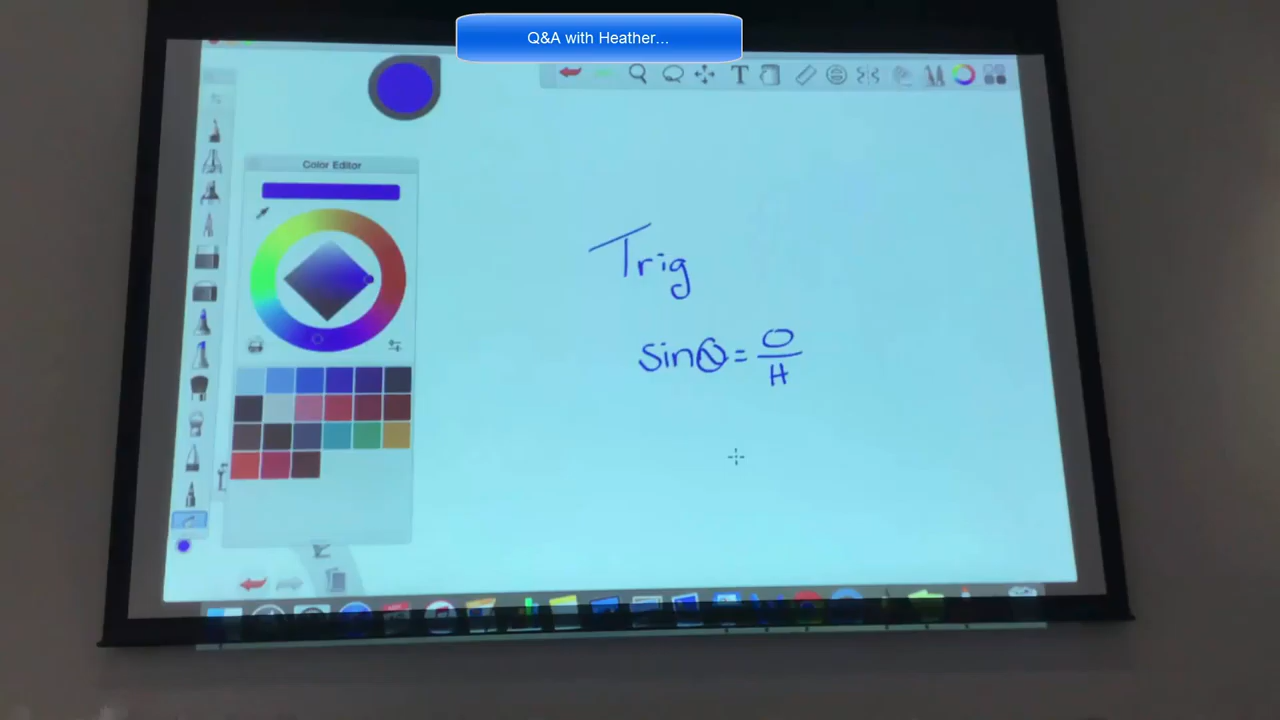 Q&A with Heather...
Color Editor
Trig
sinθ = O/H